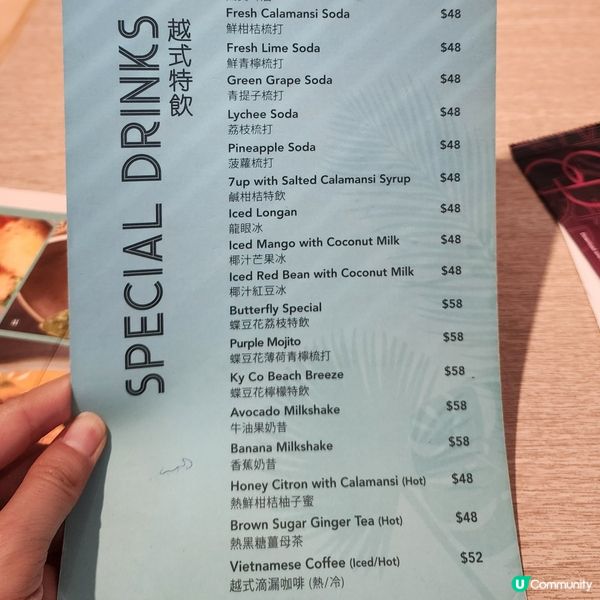 SPECIAL DRINKS
越式特飲
Fresh Calamansi Soda $48
鮮柑桔梳打
Fresh Lime Soda $48
鮮青檸梳打
Green Grape Soda $48
青提子梳打
Lychee Soda $48
荔枝梳打
Pineapple Soda $48
菠蘿梳打
7up with Salted Calamansi Syrup $48
鹹柑桔特飲
Iced Longan $48
龍眼冰
Iced Mango with Coconut Milk $48
椰汁芒果冰
Iced Red Bean with Coconut Milk $48
椰汁紅豆冰
Butterfly Special $58
蝶豆花荔枝特飲
Purple Mojito $58
蝶豆花薄荷青檸梳打
Ky Co Beach Breeze $58
蝶豆花檸檬特飲
Avocado Milkshake $58
牛油果奶昔
Banana Milkshake $58
香蕉奶昔
Honey Citron with Calamansi (Hot) $48
熱鮮柑桔柚子蜜
Brown Sugar Ginger Tea (Hot) $48
熱黑糖薑母茶
Vietnamese Coffee (Iced/Hot) $52
越式滴漏咖啡 (熱/冷)
U Community